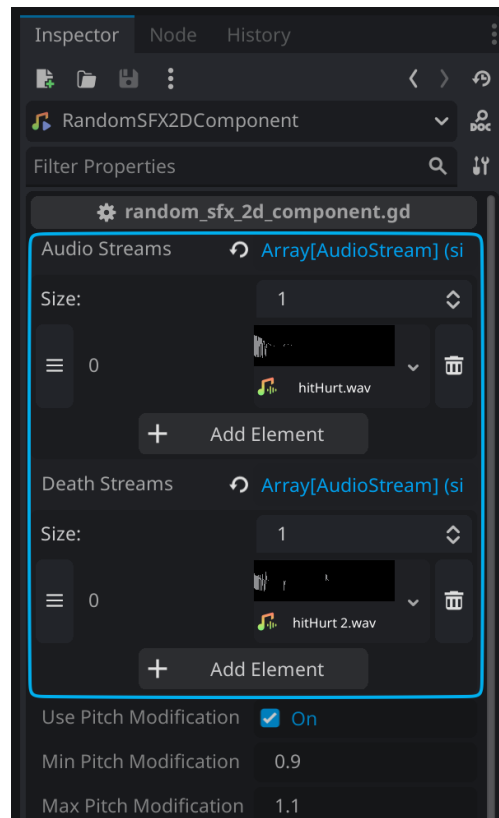 Inspector Node History
RandomSFX2DComponent
DOC
Filter Properties
random_sfx_2d_component.gd
Audio Streams Array[AudioStream] (si
Size: 1
0
hitHurt.wav
Add Element
Death Streams Array[AudioStream] (si
Size: 1
0
hitHurt 2.wav
Add Element
Use Pitch Modification On
Min Pitch Modification 0.9
Max Pitch Modification 1.1